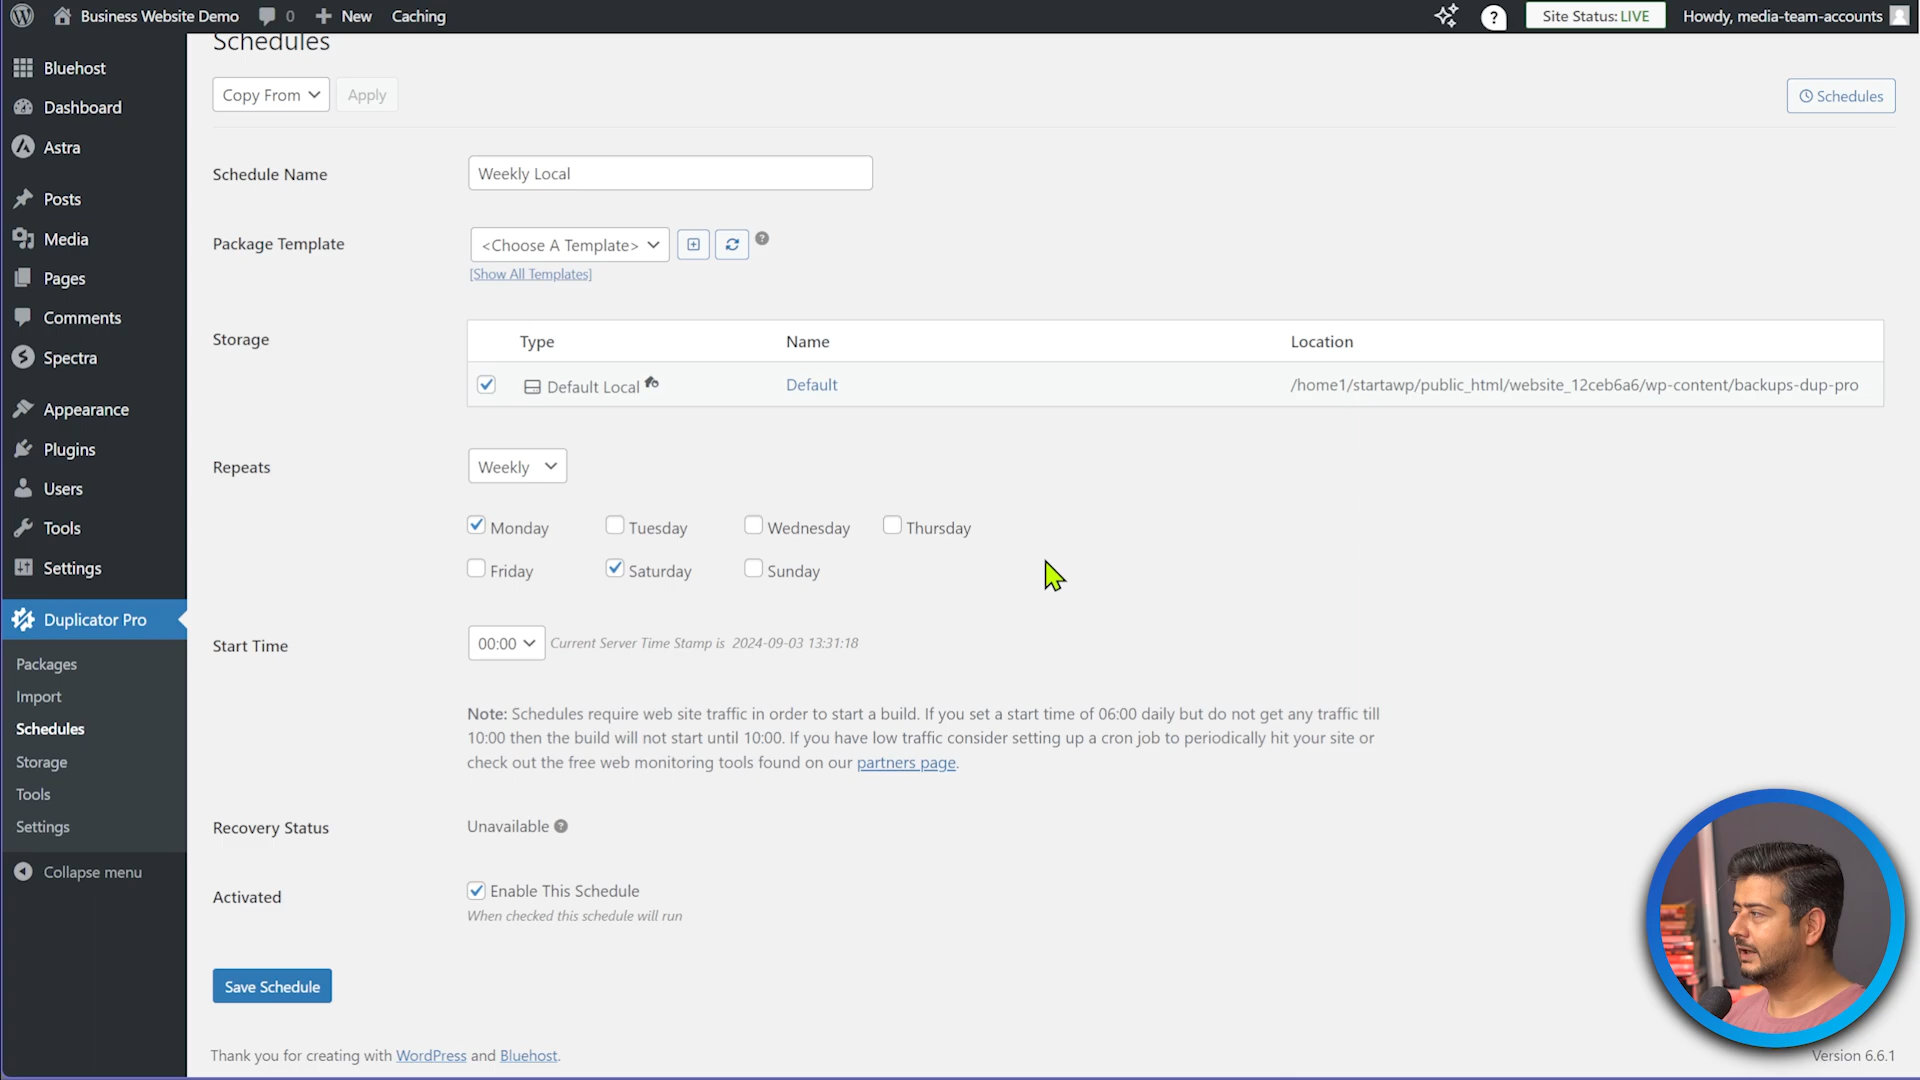 Business Website Demo 0 New Caching Site Status: LIVE Howdy, media-team-accounts
Schedules
Bluehost
Dashboard
Astra
Posts
Media
Pages
Comments
Spectra
Appearance
Plugins
Users
Tools
Settings
Duplicator Pro
Packages
Import
Schedules
Storage
Tools
Settings
Collapse menu
Copy From Apply Schedules
Schedule Name Weekly Local
Package Template <Choose A Template>
[Show All Templates]
Storage Type Name Location
Default Local Default /home1/startawp/public_html/website_12ceb6a6/wp-content/backups-dup-pro
Repeats Weekly
Monday Tuesday Wednesday Thursday
Friday Saturday Sunday
Start Time 00:00 Current Server Time Stamp is 2024-09-03 13:31:18
Note: Schedules require web site traffic in order to start a build. If you set a start time of 06:00 daily but do not get any traffic till
10:00 then the build will not start until 10:00. If you have low traffic consider setting up a cron job to periodically hit your site or
check out the free web monitoring tools found on our partners page.
Recovery Status Unavailable
Activated Enable This Schedule
When checked this schedule will run
Save Schedule
Thank you for creating with WordPress and Bluehost.
Version 6.6.1